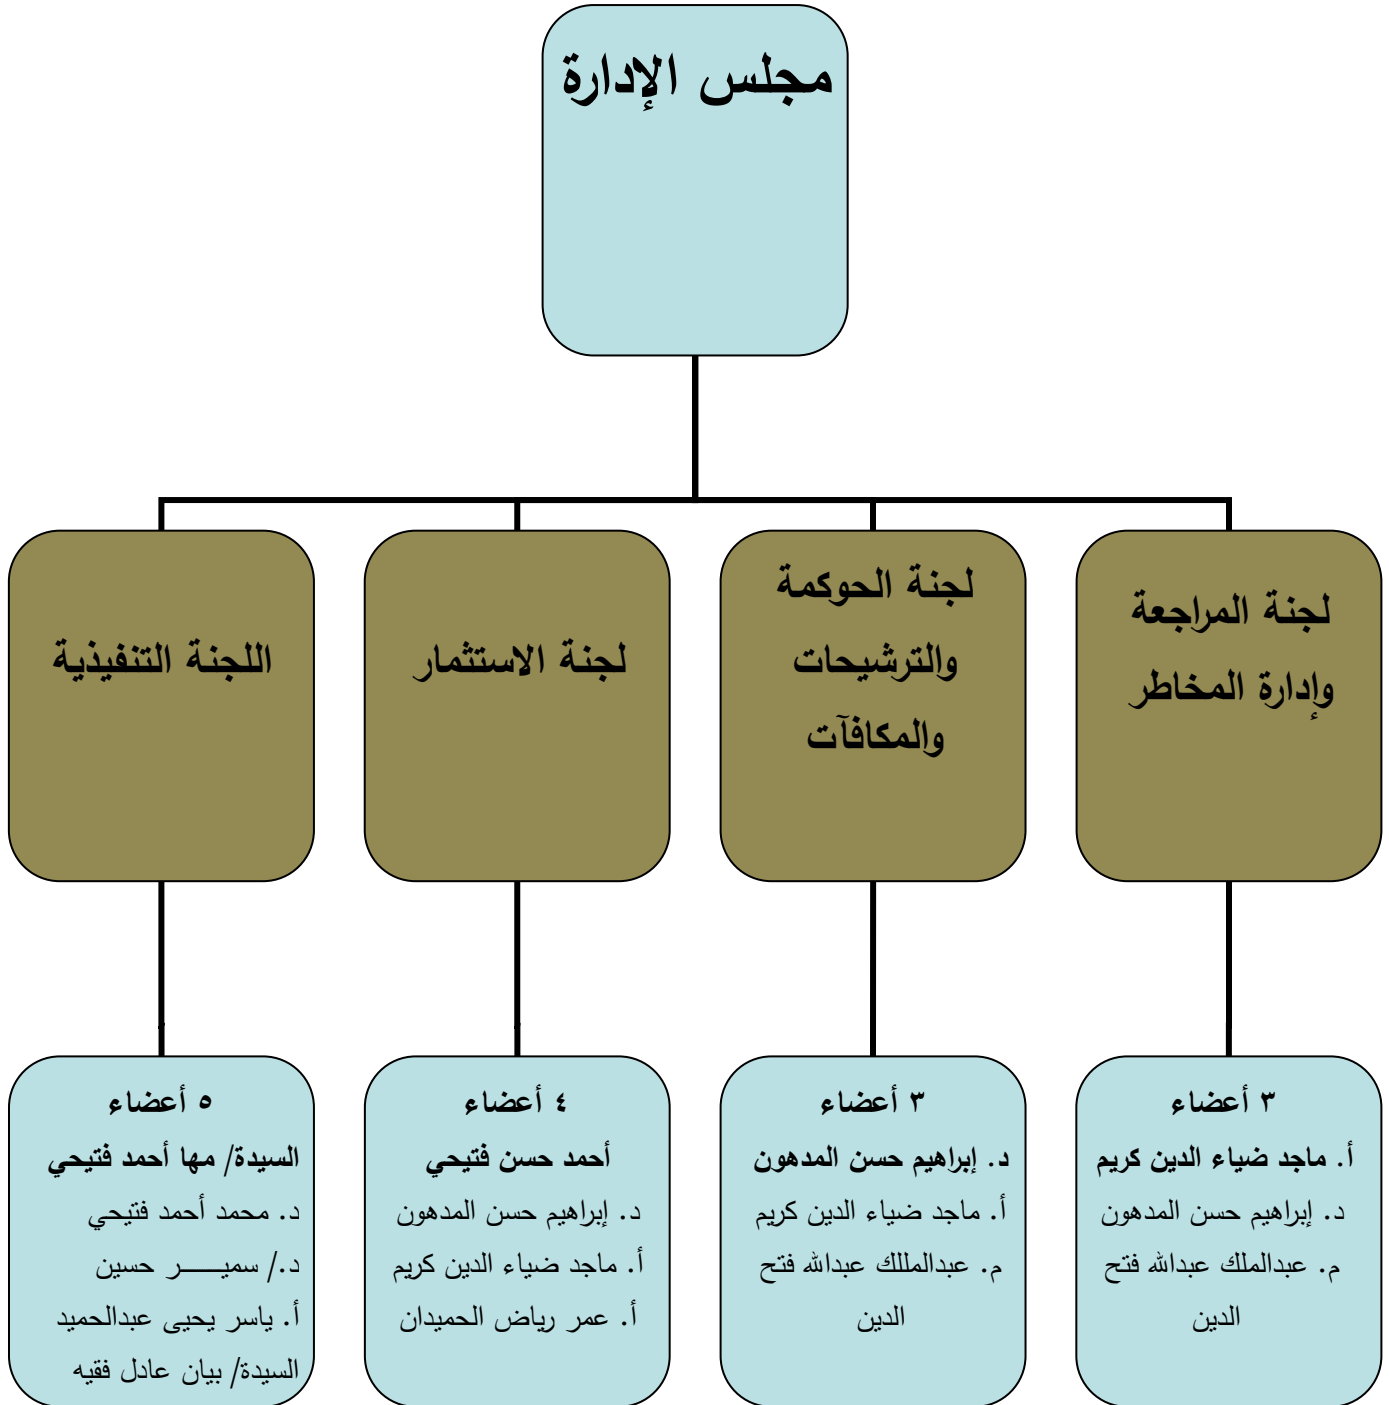 مجلس الإدارة
لجنة المراجعة
وإدارة المخاطر
لجنة الحوكمة
والترشيحات
والمكافآت
لجنة الاستثمار
اللجنة التنفيذية
٣ أعضاء
أ. ماجد ضياء الدين كريم
د. إبراهيم حسن المدهون
م. عبدالملك عبدالله فتح
الدين
٣ أعضاء
د. إبراهيم حسن المدهون
أ. ماجد ضياء الدين كريم
م. عبدالمللك عبدالله فتح
الدين
٤ أعضاء
أحمد حسن فتيحي
د. إبراهيم حسن المدهون
أ. ماجد ضياء الدين كريم
أ. عمر رياض الحميدان
٥ أعضاء
السيدة/ مها أحمد فتيحي
د. محمد أحمد فتيحي
د./ سميـــــر حسين
أ. ياسر يحيى عبدالحميد
السيدة/ بيان عادل فقيه